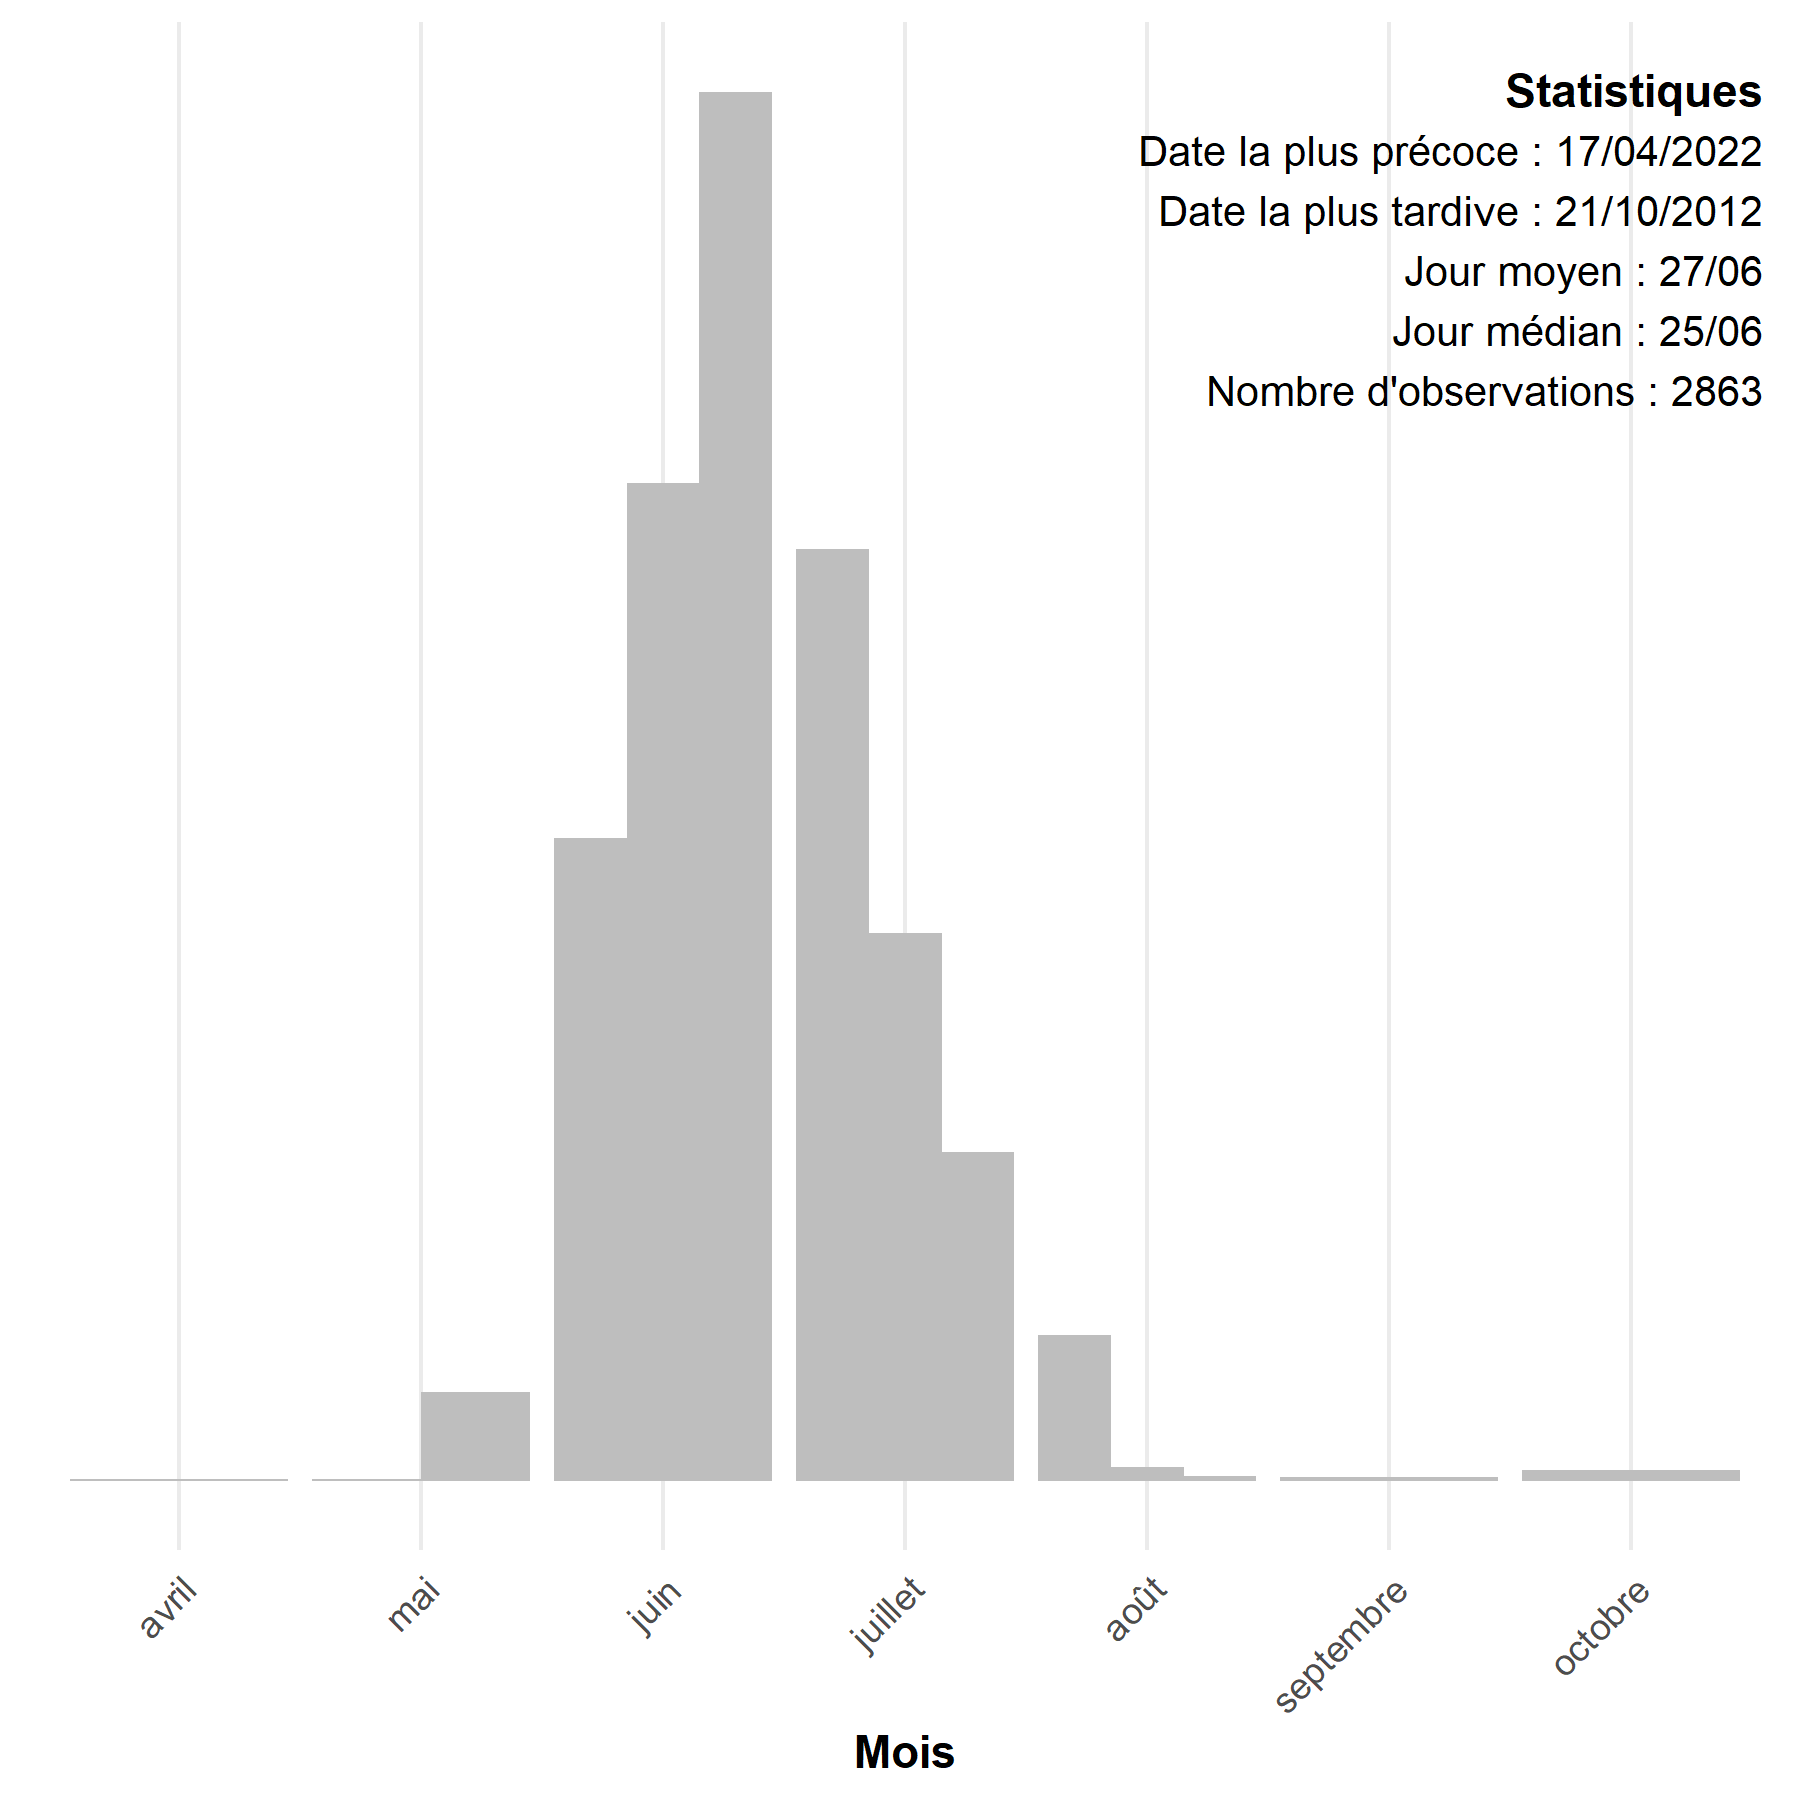 Statistiques
Date la plus précoce : 17/04/2022
Date la plus tardive : 21/10/2012
Jour moyen : 27/06
Jour médian : 25/06
Nombre d'observations : 2863
avril
mai
juin
juillet
août
septembre
octobre
Mois